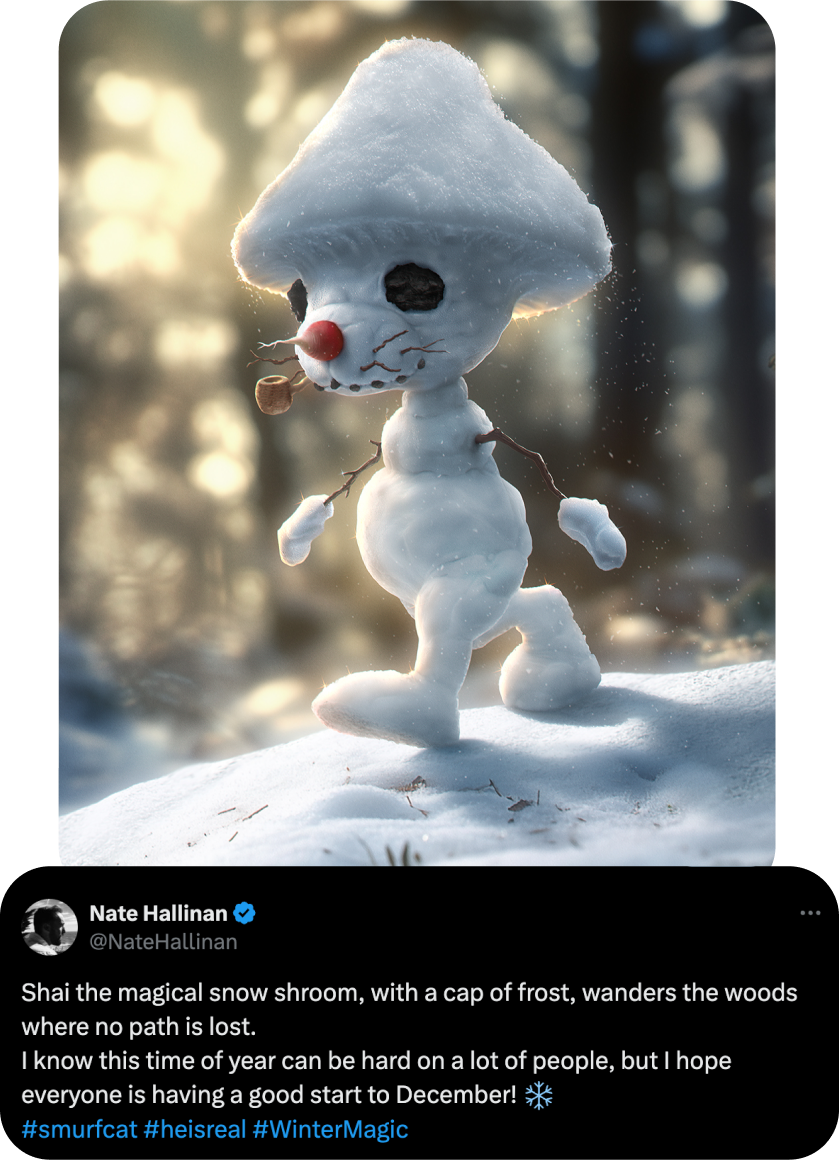 Nate Hallinan
@NateHallinan
Shai the magical snow shroom, with a cap of frost, wanders the woods
where no path is lost.
I know this time of year can be hard on a lot of people, but I hope
everyone is having a good start to December! ❄️
#smurfcat #heisreal #WinterMagic